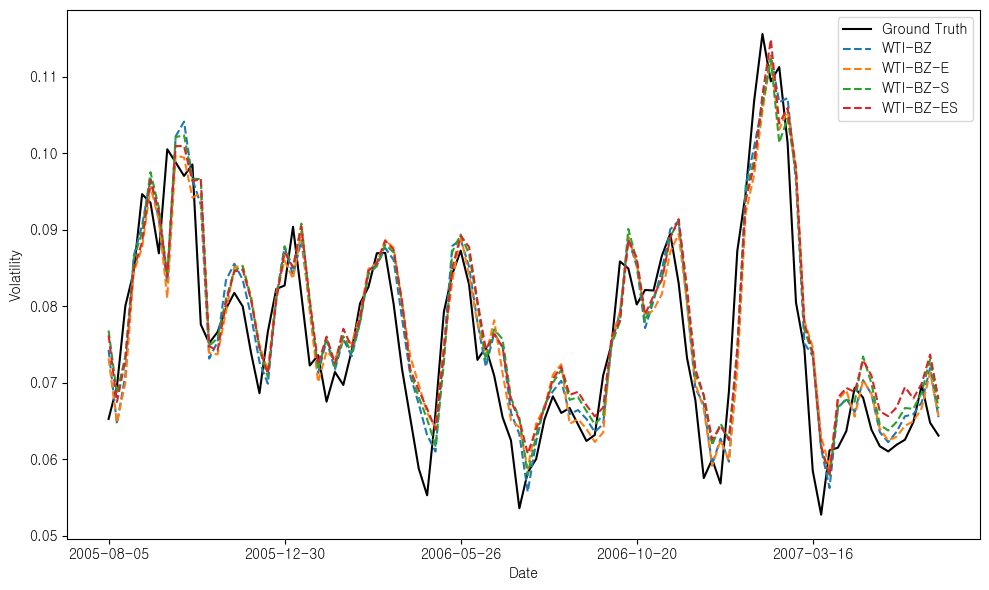 Ground Truth
WTI-BZ
WTI-BZ-E
WTI-BZ-S
WTI-BZ-ES
Volatility
0.11
0.10
0.09
0.08
0.07
0.06
0.05
2005-08-05 2005-12-30 2006-05-26 2006-10-20 2007-03-16
Date